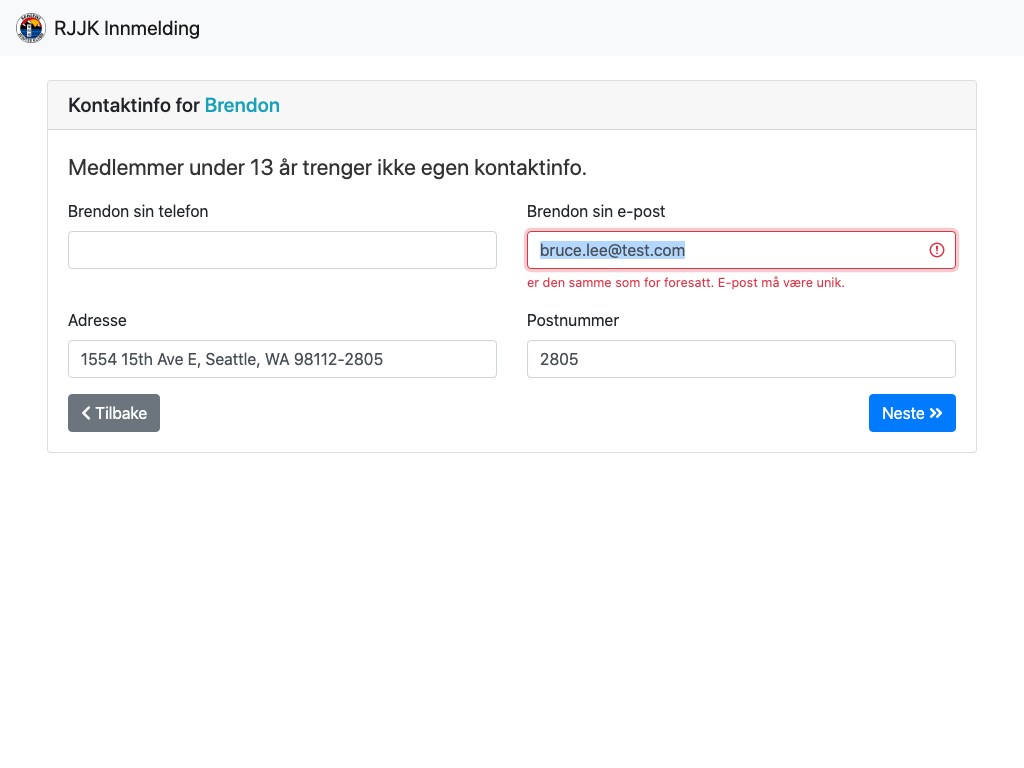 RJJK Innmelding
Kontaktinfo for Brendon
Medlemmer under 13 år trenger ikke egen kontaktinfo.
Brendon sin telefon
Brendon sin e-post
bruce.lee@test.com
er den samme som for foresatt. E-post må være unik.
Adresse
Postnummer
1554 15th Ave E, Seattle, WA 98112-2805
2805
Tilbake
Neste